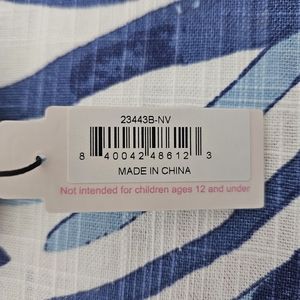 23443B-NV
8 40042 48612 3
MADE IN CHINA
Not intended for children ages 12 and under